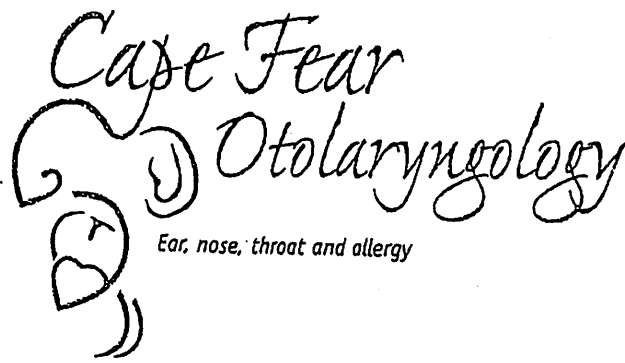 Cape Fear
Otolaryngology
Ear, nose, throat and allergy